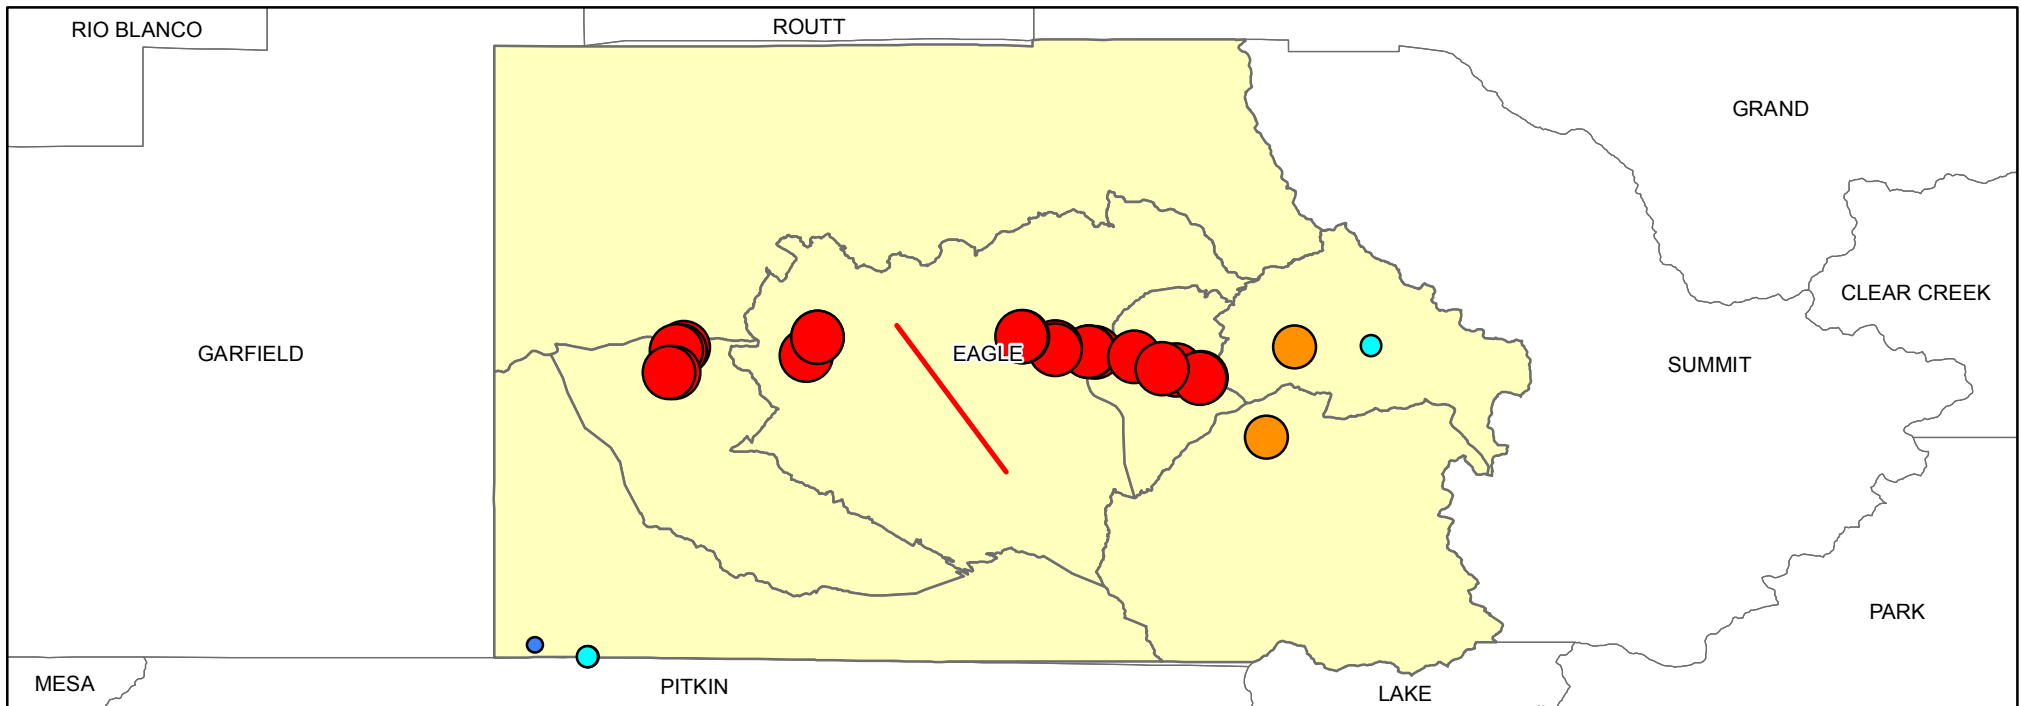 RIO BLANCO
ROUTT
GRAND
CLEAR CREEK
GARFIELD
EAGLE
SUMMIT
PARK
MESA
PITKIN
LAKE